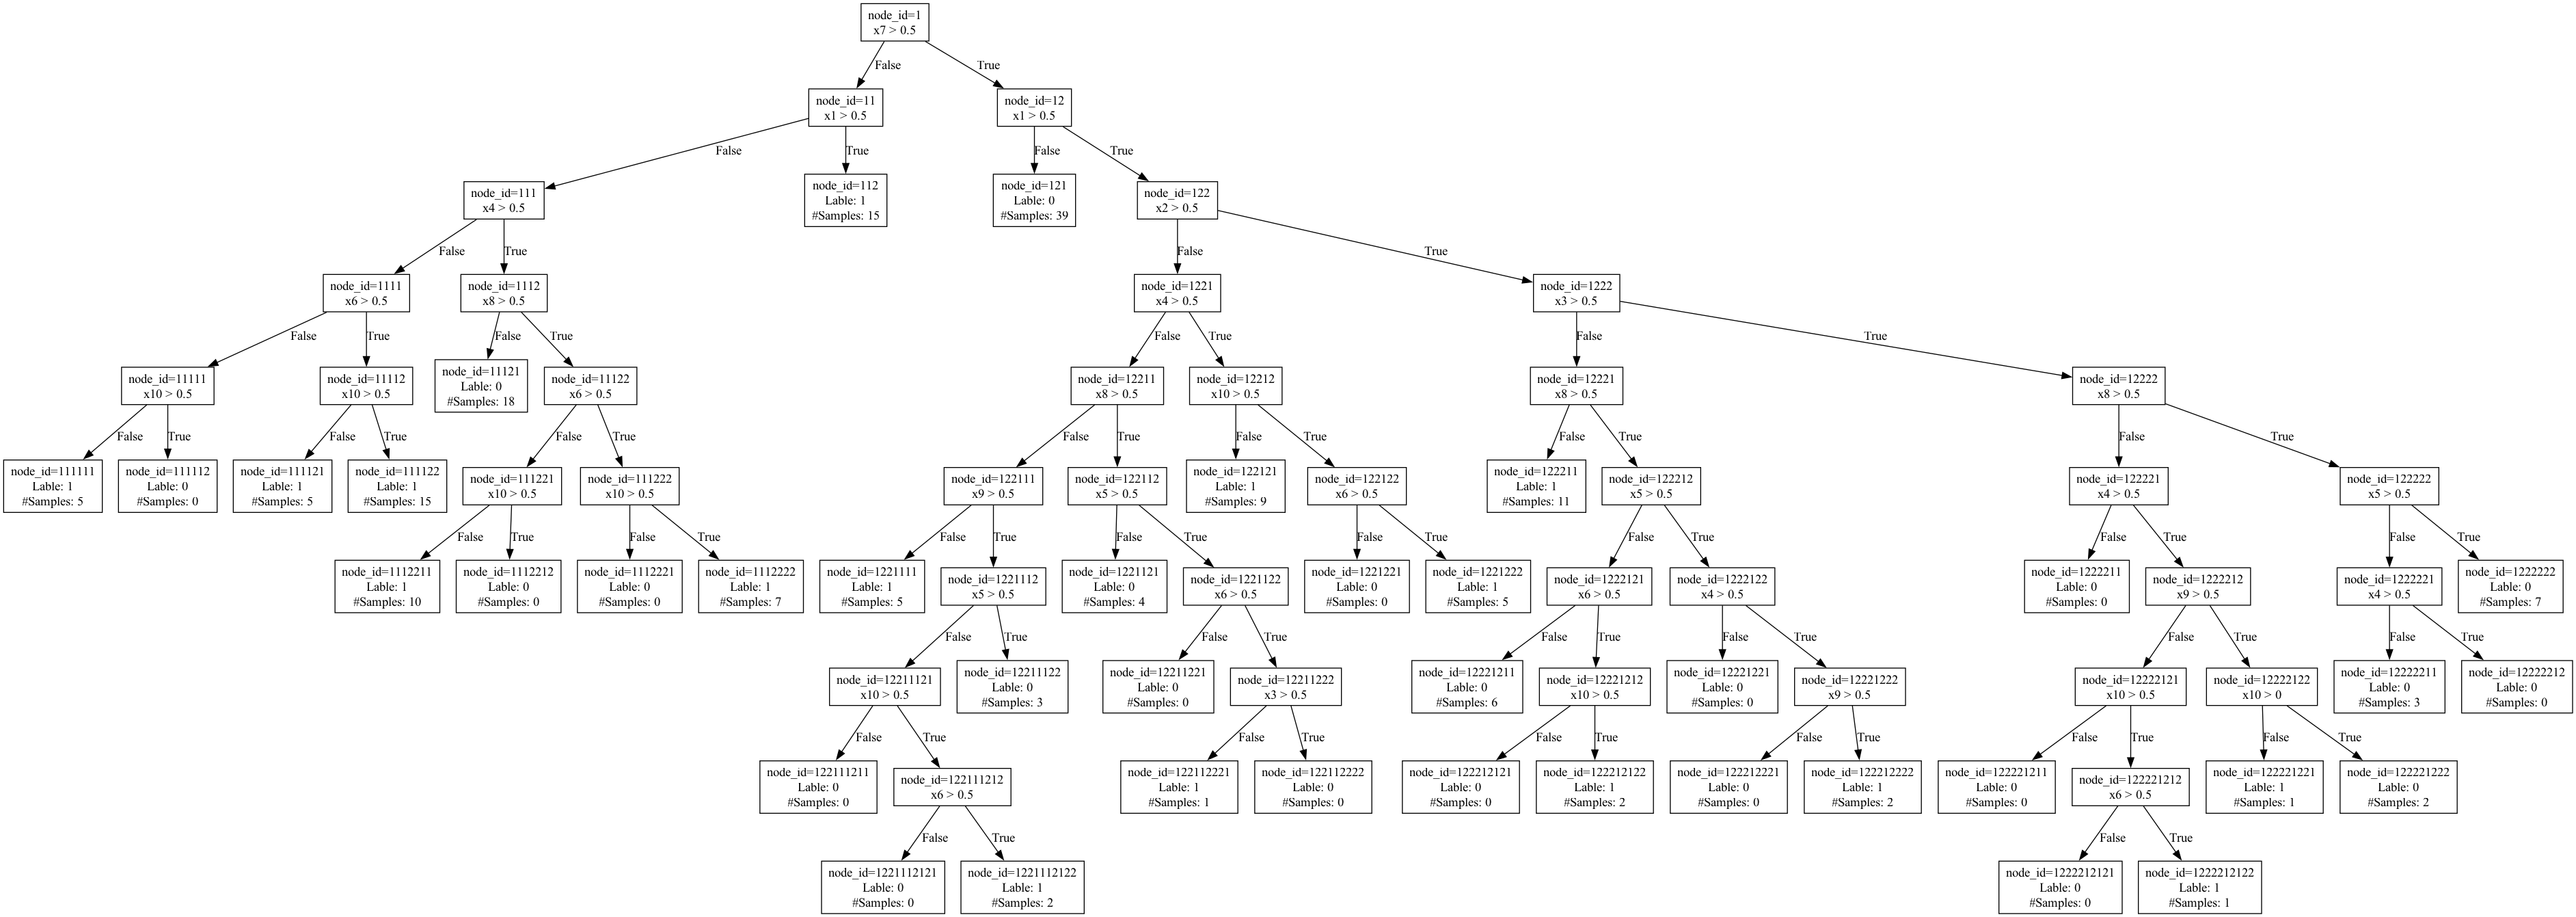 node_id=1
x7 > 0.5
False
True
node_id=11
x1 > 0.5
node_id=12
x1 > 0.5
False
True
False
True
node_id=111
x4 > 0.5
node_id=112
Lable: 1
#Samples: 15
node_id=121
Lable: 0
#Samples: 39
node_id=122
x2 > 0.5
False
True
False
True
node_id=1111
x6 > 0.5
node_id=1112
x8 > 0.5
node_id=1221
x4 > 0.5
node_id=1222
x3 > 0.5
False
True
False
True
False
True
False
True
node_id=11111
x10 > 0.5
node_id=11112
x10 > 0.5
node_id=11121
Lable: 0
#Samples: 18
node_id=11122
x6 > 0.5
node_id=12211
x8 > 0.5
node_id=12212
x10 > 0.5
node_id=12221
x8 > 0.5
node_id=12222
x8 > 0.5
False
True
False
True
False
True
False
True
False
True
False
True
False
True
node_id=111111
Lable: 1
#Samples: 5
node_id=111112
Lable: 0
#Samples: 0
node_id=111121
Lable: 1
#Samples: 5
node_id=111122
Lable: 1
#Samples: 15
node_id=111221
x10 > 0.5
node_id=111222
x10 > 0.5
node_id=122111
x9 > 0.5
node_id=122112
x5 > 0.5
node_id=122121
Lable: 1
#Samples: 9
node_id=122122
x6 > 0.5
node_id=122211
Lable: 1
#Samples: 11
node_id=122212
x5 > 0.5
node_id=122221
x4 > 0.5
node_id=122222
x5 > 0.5
False
True
False
True
False
True
False
True
False
True
False
True
False
True
False
True
node_id=1112211
Lable: 1
#Samples: 10
node_id=1112212
Lable: 0
#Samples: 0
node_id=1112221
Lable: 0
#Samples: 0
node_id=1112222
Lable: 1
#Samples: 7
node_id=1221111
Lable: 1
#Samples: 5
node_id=1221112
x5 > 0.5
node_id=1221121
Lable: 0
#Samples: 4
node_id=1221122
x6 > 0.5
node_id=1221221
Lable: 0
#Samples: 0
node_id=1221222
Lable: 1
#Samples: 5
node_id=1222121
x6 > 0.5
node_id=1222122
x4 > 0.5
node_id=1222211
Lable: 0
#Samples: 0
node_id=1222212
x9 > 0.5
node_id=1222221
x4 > 0.5
node_id=1222222
Lable: 0
#Samples: 7
False
True
False
True
False
True
False
True
False
True
False
True
node_id=12211121
x10 > 0.5
node_id=12211122
Lable: 0
#Samples: 3
node_id=12211221
Lable: 0
#Samples: 0
node_id=12211222
x3 > 0.5
node_id=12221211
Lable: 0
#Samples: 6
node_id=12221212
x10 > 0.5
node_id=12221221
Lable: 0
#Samples: 0
node_id=12221222
x9 > 0.5
node_id=12222121
x10 > 0.5
node_id=12222122
x10 > 0
node_id=12222211
Lable: 0
#Samples: 3
node_id=12222212
Lable: 0
#Samples: 0
False
True
False
True
False
True
False
True
False
True
False
True
node_id=122111211
Lable: 0
#Samples: 0
node_id=122111212
x6 > 0.5
node_id=122112221
Lable: 1
#Samples: 1
node_id=122112222
Lable: 0
#Samples: 0
node_id=122212121
Lable: 0
#Samples: 0
node_id=122212122
Lable: 1
#Samples: 2
node_id=122212221
Lable: 0
#Samples: 0
node_id=122212222
Lable: 1
#Samples: 2
node_id=122221211
Lable: 0
#Samples: 0
node_id=122221212
x6 > 0.5
node_id=122221221
Lable: 1
#Samples: 1
node_id=122221222
Lable: 0
#Samples: 2
False
True
False
True
node_id=1221112121
Lable: 0
#Samples: 0
node_id=1221112122
Lable: 1
#Samples: 2
node_id=1222212121
Lable: 0
#Samples: 0
node_id=1222212122
Lable: 1
#Samples: 1